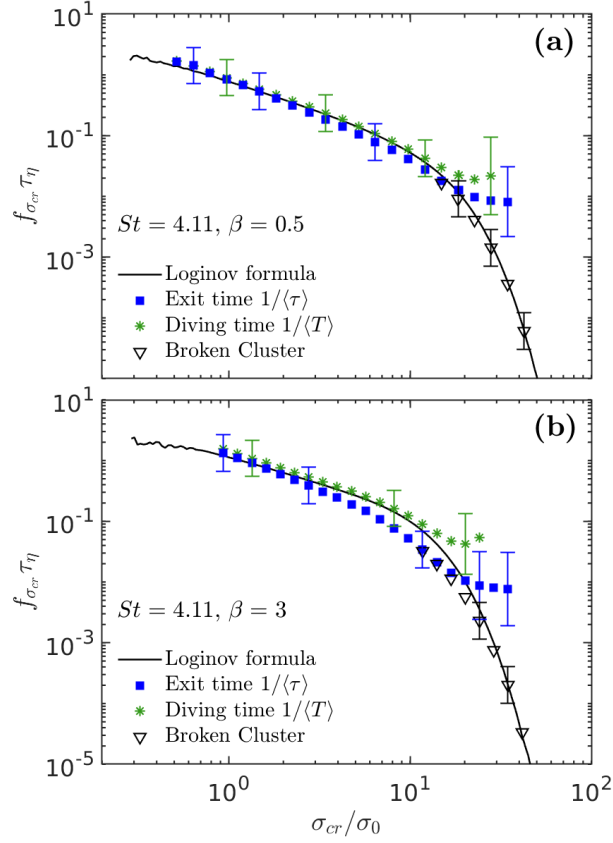 10^1
(a)
10^-1
f_{σ_cr} τ_η
St = 4.11, β = 0.5
10^-3
Loginov formula
Exit time 1/⟨τ⟩
Diving time 1/⟨T⟩
Broken Cluster
10^1
(b)
10^-1
f_{σ_cr} τ_η
St = 4.11, β = 3
10^-3
Loginov formula
Exit time 1/⟨τ⟩
Diving time 1/⟨T⟩
Broken Cluster
10^-5
10^0 10^1 10^2
σ_cr/σ_0